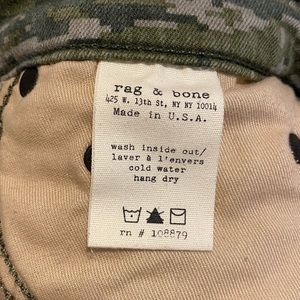 rag & bone
425 W. 13th St, NY NY 10014
Made in U.S.A.
wash inside out/
laver à l'envers
cold water
hang dry
rn # 108879